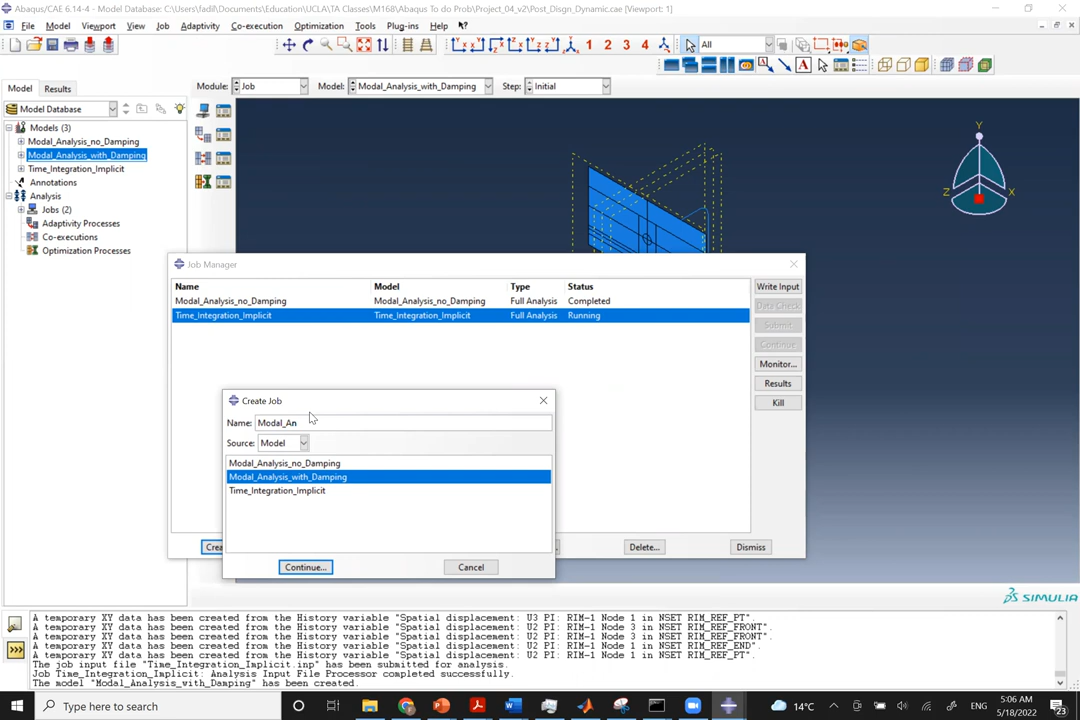 Abaqus/CAE 6.14-4 - Model Database: C:\Users\fadil\Documents\Education\UCLA\TA Classes\M168\Abaqus To do Prob\Project_04_v2\Post_Disgn_Dynamic.cae [Viewport: 1]
File Model Viewport View Job Adaptivity Co-execution Optimization Tools Plug-ins Help
1 2 3 4 All
Model Results Module: Job Model: Modal_Analysis_with_Damping Step: Initial
Model Database
Models (3)
Modal_Analysis_no_Damping
Modal_Analysis_with_Damping
Time_Integration_Implicit
Annotations
Analysis
Jobs (2)
Adaptivity Processes
Co-executions
Optimization Processes
Y
Z X
Job Manager
Name Model Type Status Write Input
Modal_Analysis_no_Damping Modal_Analysis_no_Damping Full Analysis Completed Data Check
Time_Integration_Implicit Time_Integration_Implicit Full Analysis Running Submit
Continue
Monitor...
Results
Kill
Create Job
Name: Modal_An
Source: Model
Modal_Analysis_no_Damping
Modal_Analysis_with_Damping
Time_Integration_Implicit
Crea Delete... Dismiss
Continue... Cancel
SIMULIA
A temporary XY data has been created from the History variable "Spatial displacement: U3 PI: RIM-1 Node 1 in NSET RIM_REF_PT".
A temporary XY data has been created from the History variable "Spatial displacement: U2 PI: RIM-1 Node 3 in NSET RIM_REF_FRONT".
A temporary XY data has been created from the History variable "Spatial displacement: U2 PI: RIM-1 Node 3 in NSET RIM_REF_FRONT".
A temporary XY data has been created from the History variable "Spatial displacement: U2 PI: RIM-1 Node 2 in NSET RIM_REF_END".
A temporary XY data has been created from the History variable "Spatial displacement: U2 PI: RIM-1 Node 1 in NSET RIM_REF_PT".
The job input file "Time_Integration_Implicit.inp" has been submitted for analysis.
Job Time_Integration_Implicit: Analysis Input File Processor completed successfully.
The model "Modal_Analysis_with_Damping" has been created.
Type here to search 14°C ENG 5:06 AM
5/18/2022 23